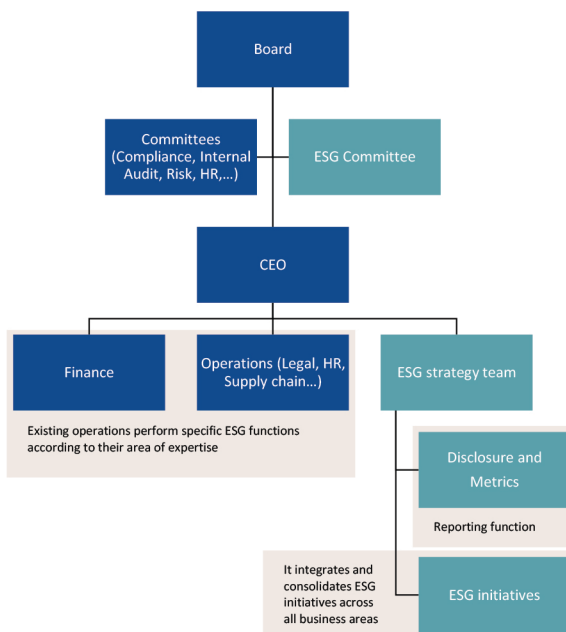 Board
Committees
(Compliance, Internal
Audit, Risk, HR,...)
ESG Committee
CEO
Finance
Operations (Legal, HR,
Supply chain...)
ESG strategy team
Existing operations perform specific ESG functions
according to their area of expertise
Disclosure and
Metrics
Reporting function
It integrates and
consolidates ESG
initiatives across
all business areas
ESG initiatives